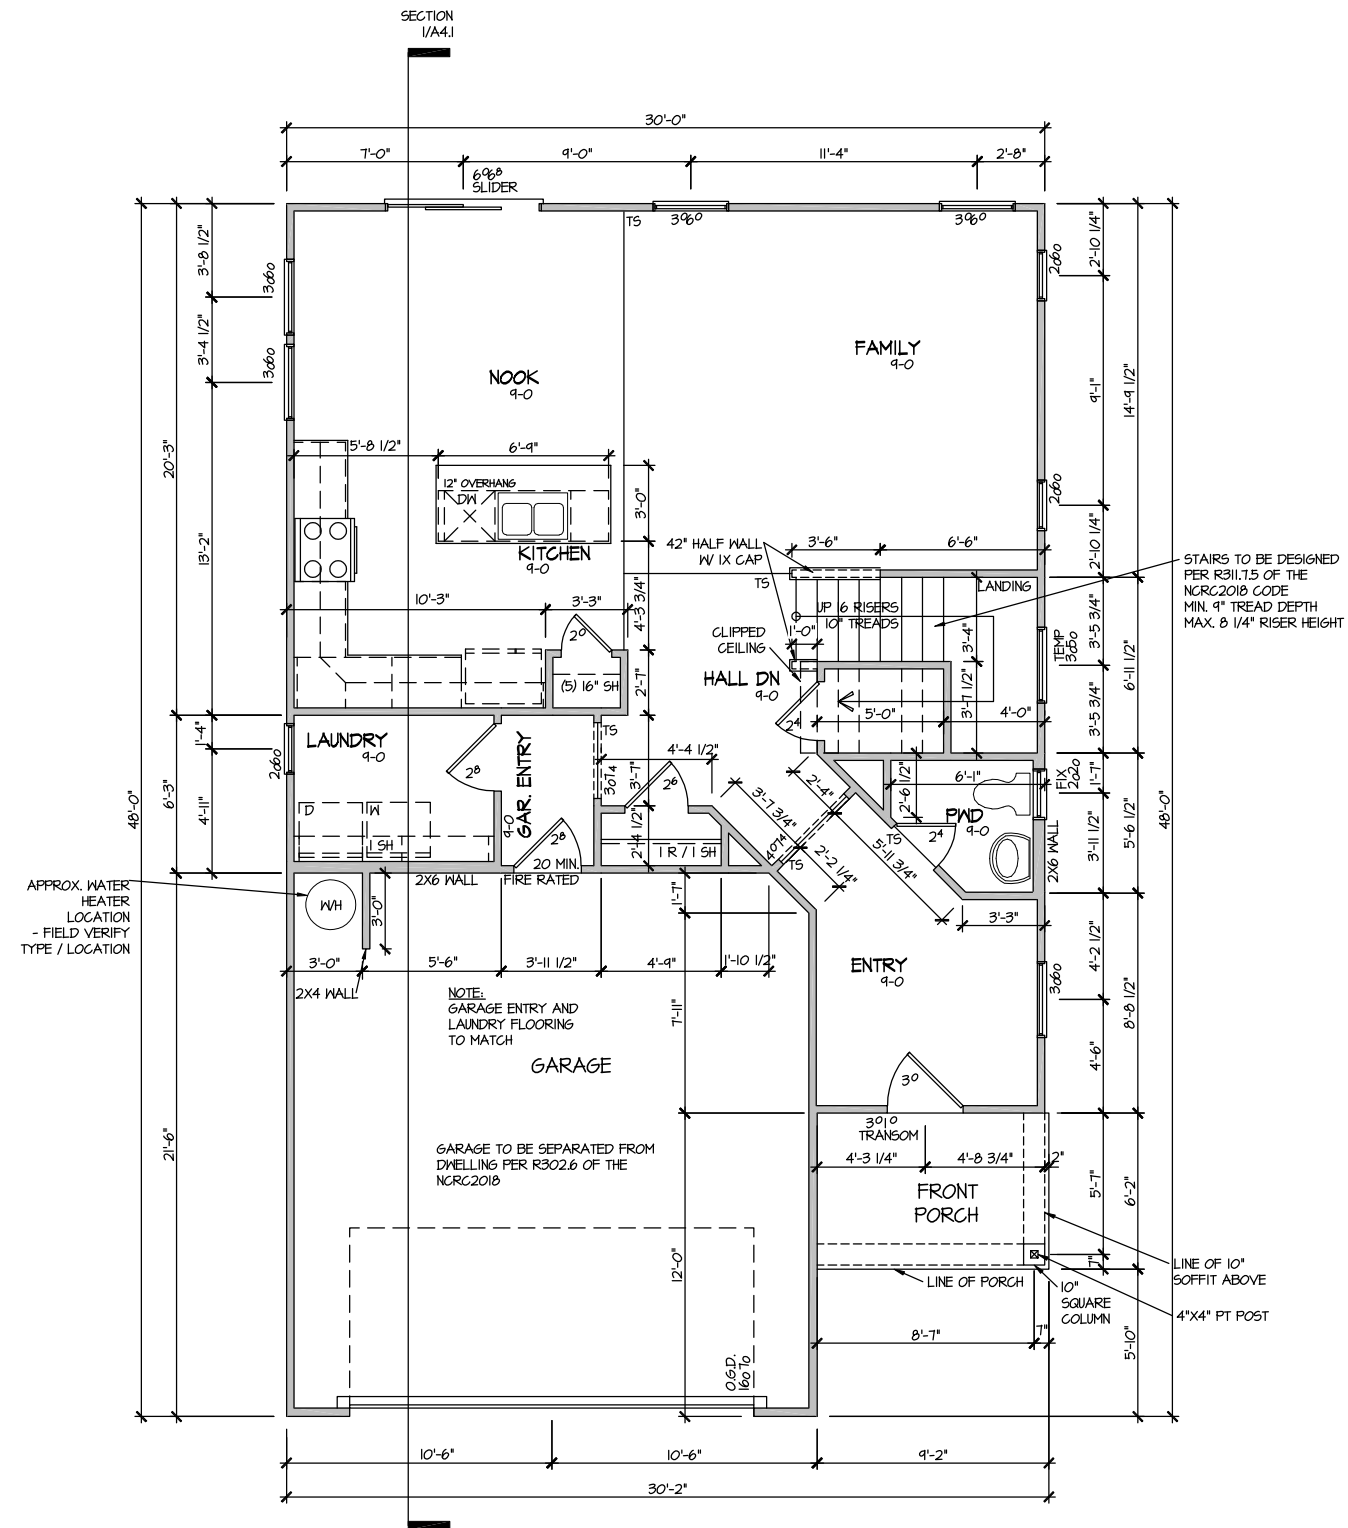 SECTION
1/A4.1
30'-0"
7'-0"
9'-0"
11'-4"
2'-8"
6068
SLIDER
TS
3060
3060
3'-8 1/2"
3'-4 1/2"
3060
3060
20'-3"
13'-2"
48'-0"
NOOK
9-0
FAMILY
9-0
2060
2'-10 1/4"
9'-1"
14'-9 1/2"
2060
2'-10 1/4"
5'-8 1/2"
6'-9"
12" OVERHANG
DW
3'-0"
KITCHEN
9-0
42" HALF WALL
W/ 1X CAP
3'-6"
6'-6"
TS
LANDING
STAIRS TO BE DESIGNED
PER R311.7.5 OF THE
NCRC2018 CODE
MIN. 9" TREAD DEPTH
MAX. 8 1/4" RISER HEIGHT
10'-3"
3'-3"
4'-3 3/4"
UP 6 RISERS
10" TREADS
1'-0"
3'-4"
CLIPPED
CEILING
20
(5) 16" SH
2'-7"
HALL DN
9-0
3'-7 1/2"
5'-0"
4'-0"
24
TEMP
3050
3'-5 3/4"
3'-5 3/4"
6'-11 1/2"
48'-0"
1'-4"
4'-11"
6'-3"
2060
LAUNDRY
9-0
28
D
W
SH
GAR. ENTRY
9-0
28
TS
3074
4'-4 1/2"
3'-7"
26
2'-4 1/2"
1 R / 1 SH
3'-7 3/4"
2'-4"
4074
TS
2'-2 1/4"
5'-11 3/4"
2'-6 1/2"
6'-1"
PWD
9-0
24
TS
FIX
2020
2X6 WALL
1'-7"
3'-11 1/2"
5'-6 1/2"
3'-3"
20 MIN.
FIRE RATED
2X6 WALL
APPROX. WATER
HEATER
LOCATION
- FIELD VERIFY
TYPE / LOCATION
W/H
3'-0"
1'-7"
3'-0"
5'-6"
3'-11 1/2"
4'-9"
1'-10 1/2"
2X4 WALL
NOTE:
GARAGE ENTRY AND
LAUNDRY FLOORING
TO MATCH
7'-11"
GARAGE
ENTRY
9-0
3060
4'-2 1/2"
4'-6"
8'-8 1/2"
30
3010
TRANSOM
21'-6"
GARAGE TO BE SEPARATED FROM
DWELLING PER R302.6 OF THE
NCRC2018
4'-3 1/4"
4'-8 3/4"
2"
FRONT
PORCH
5'-7"
6'-2"
7"
12'-0"
LINE OF PORCH
10"
SQUARE
COLUMN
LINE OF 10"
SOFFIT ABOVE
4"X4" PT POST
8'-7"
7"
5'-10"
O.G.D.
16070
10'-6"
10'-6"
9'-2"
30'-2"